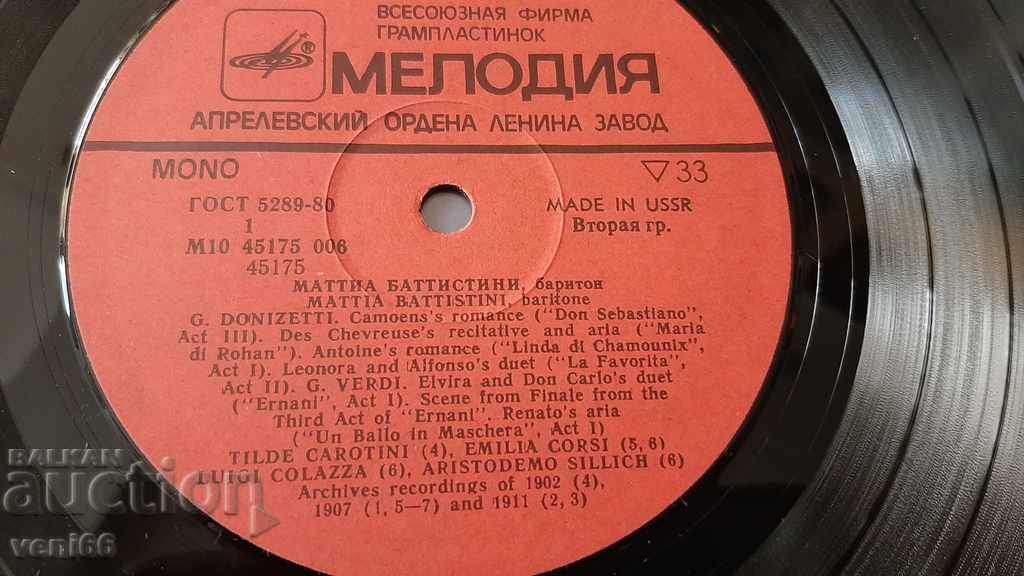 ВСЕСОЮЗНАЯ ФИРМА
ГРАМПЛАСТИНОК
® МЕЛОДИЯ
АПРЕЛЕВСКИЙ ОРДЕНА ЛЕНИНА ЗАВОД
MONO
▽33
ГОСТ 5289-80
MADE IN USSR
1
Вторая гр.
М10 45175 006
45175
МАТТИА БАТТИСТИНИ, баритон
MATTIA BATTISTINI, baritone
G. DONIZETTI. Camoens's romance ("Don Sebastiano",
Act III). Des Chevreuse's recitative and aria ("Maria
di Rohan"). Antoine's romance ("Linda di Chamounix",
Act I). Leonora and Alfonso's duet ("La Favorita",
Act II). G. VERDI. Elvira and Don Carlo's duet
("Ernani", Act I). Scene from Finale from the
Third Act of "Ernani". Renato's aria
("Un Ballo in Maschera", Act I)
TILDE CAROTINI (4), EMILIA CORSI (5, 6)
LUIGI COLAZZA (6), ARISTODEMO SILLICH (6)
Archives recordings of 1902 (4),
1907 (1, 5–7) and 1911 (2, 3)
BALKAN
auction
veni66